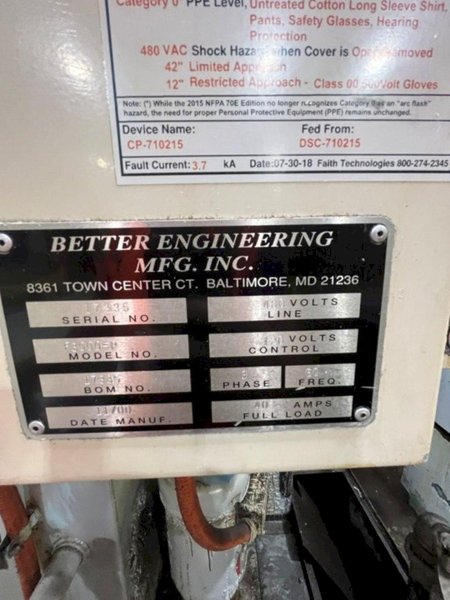 Category 0 PPE Level, Untreated Cotton Long Sleeve Shirt,
Pants, Safety Glasses, Hearing
Protection
480 VAC Shock Hazard when Cover is Open/Removed
42" Limited Approach
12" Restricted Approach - Class 00 500Volt Gloves
Note: (*) While the 2015 NFPA 70E Edition no longer recognizes Category 0 as an "arc flash"
hazard, the need for proper Personal Protective Equipment (PPE) remains unchanged.
Device Name: Fed From:
CP-710215 DSC-710215
Fault Current: 3.7 kA Date: 07-30-18 Faith Technologies 800-274-2345
BETTER ENGINEERING
MFG. INC.
8361 TOWN CENTER CT. BALTIMORE, MD 21236
VOLTS
SERIAL NO. LINE
VOLTS
MODEL NO. CONTROL
BOM NO. PHASE FREQ.
11/00 AMPS
DATE MANUF. FULL LOAD